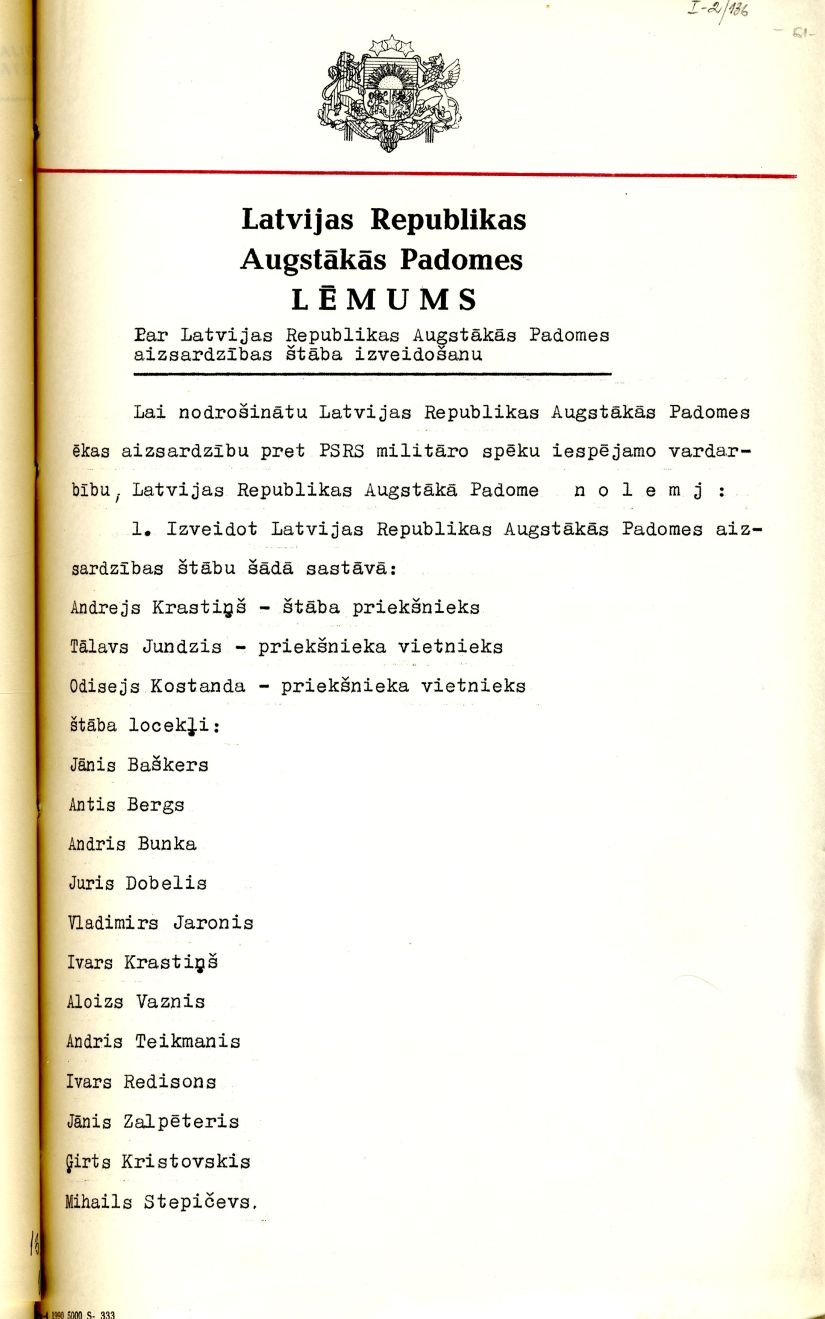 I-2/136
- 61-
Latvijas Republikas
Augstākās Padomes
LĒMUMS
Par Latvijas Republikas Augstākās Padomes
aizsardzības štāba izveidošanu
Lai nodrošinātu Latvijas Republikas Augstākās Padomes
ēkas aizsardzību pret PSRS militāro spēku iespējamo vardar-
bību, Latvijas Republikas Augstākā Padome n o l e m j :
1. Izveidot Latvijas Republikas Augstākās Padomes aiz-
sardzības štābu šādā sastāvā:
Andrejs Krastiņš - štāba priekšnieks
Tālavs Jundzis - priekšnieka vietnieks
Odisejs Kostanda - priekšnieka vietnieks
štāba locekļi:
Jānis Baškers
Antis Bergs
Andris Bunka
Juris Dobelis
Vladimirs Jaronis
Ivars Krastiņš
Aloizs Vaznis
Andris Teikmanis
Ivars Redisons
Jānis Zalpēteris
Ģirts Kristovskis
Mihails Stepičevs.
1990 5000 S- 333